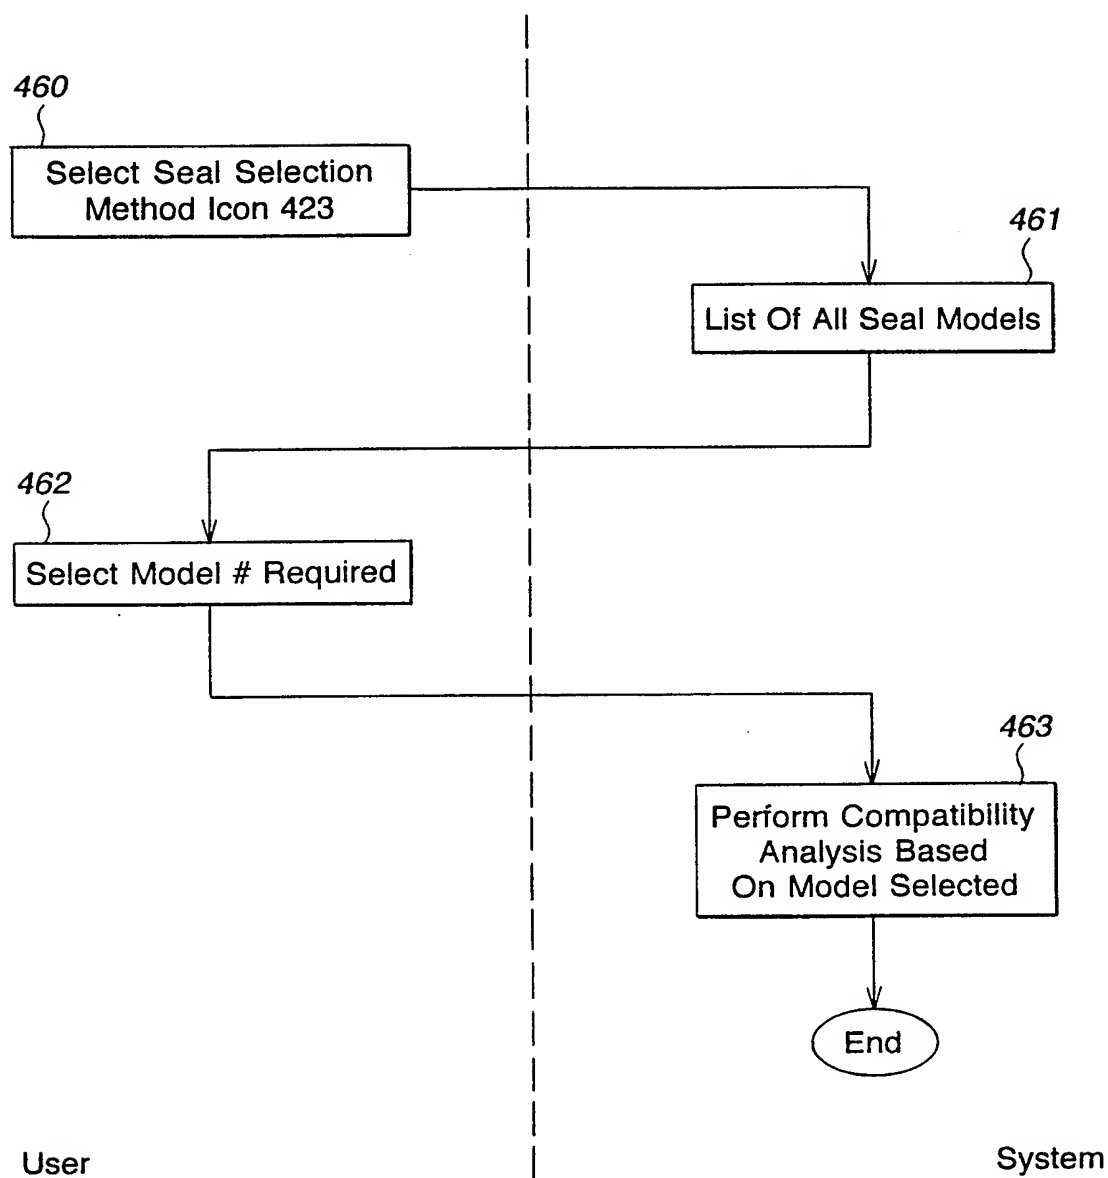 460
Select Seal Selection
Method Icon 423
461
List Of All Seal Models
462
Select Model # Required
463
Perform Compatibility
Analysis Based
On Model Selected
End
User
System